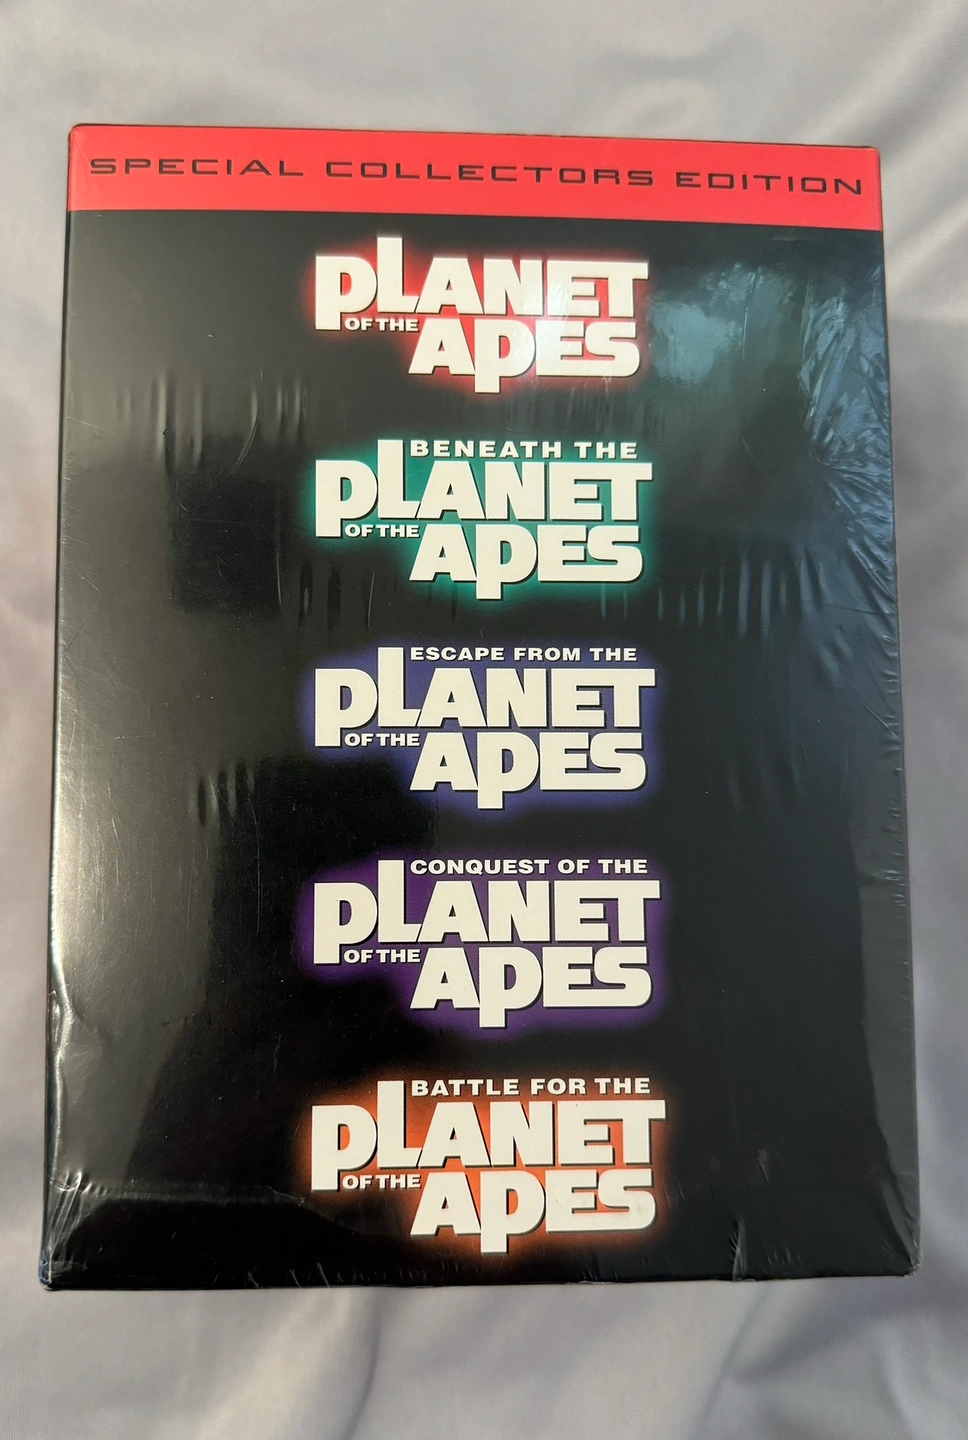 SPECIAL COLLECTORS EDITION
PLANET
OF THE
APES
BENEATH THE
PLANET
OF THE
APES
ESCAPE FROM THE
PLANET
OF THE
APES
CONQUEST OF THE
PLANET
OF THE
APES
BATTLE FOR THE
PLANET
OF THE
APES